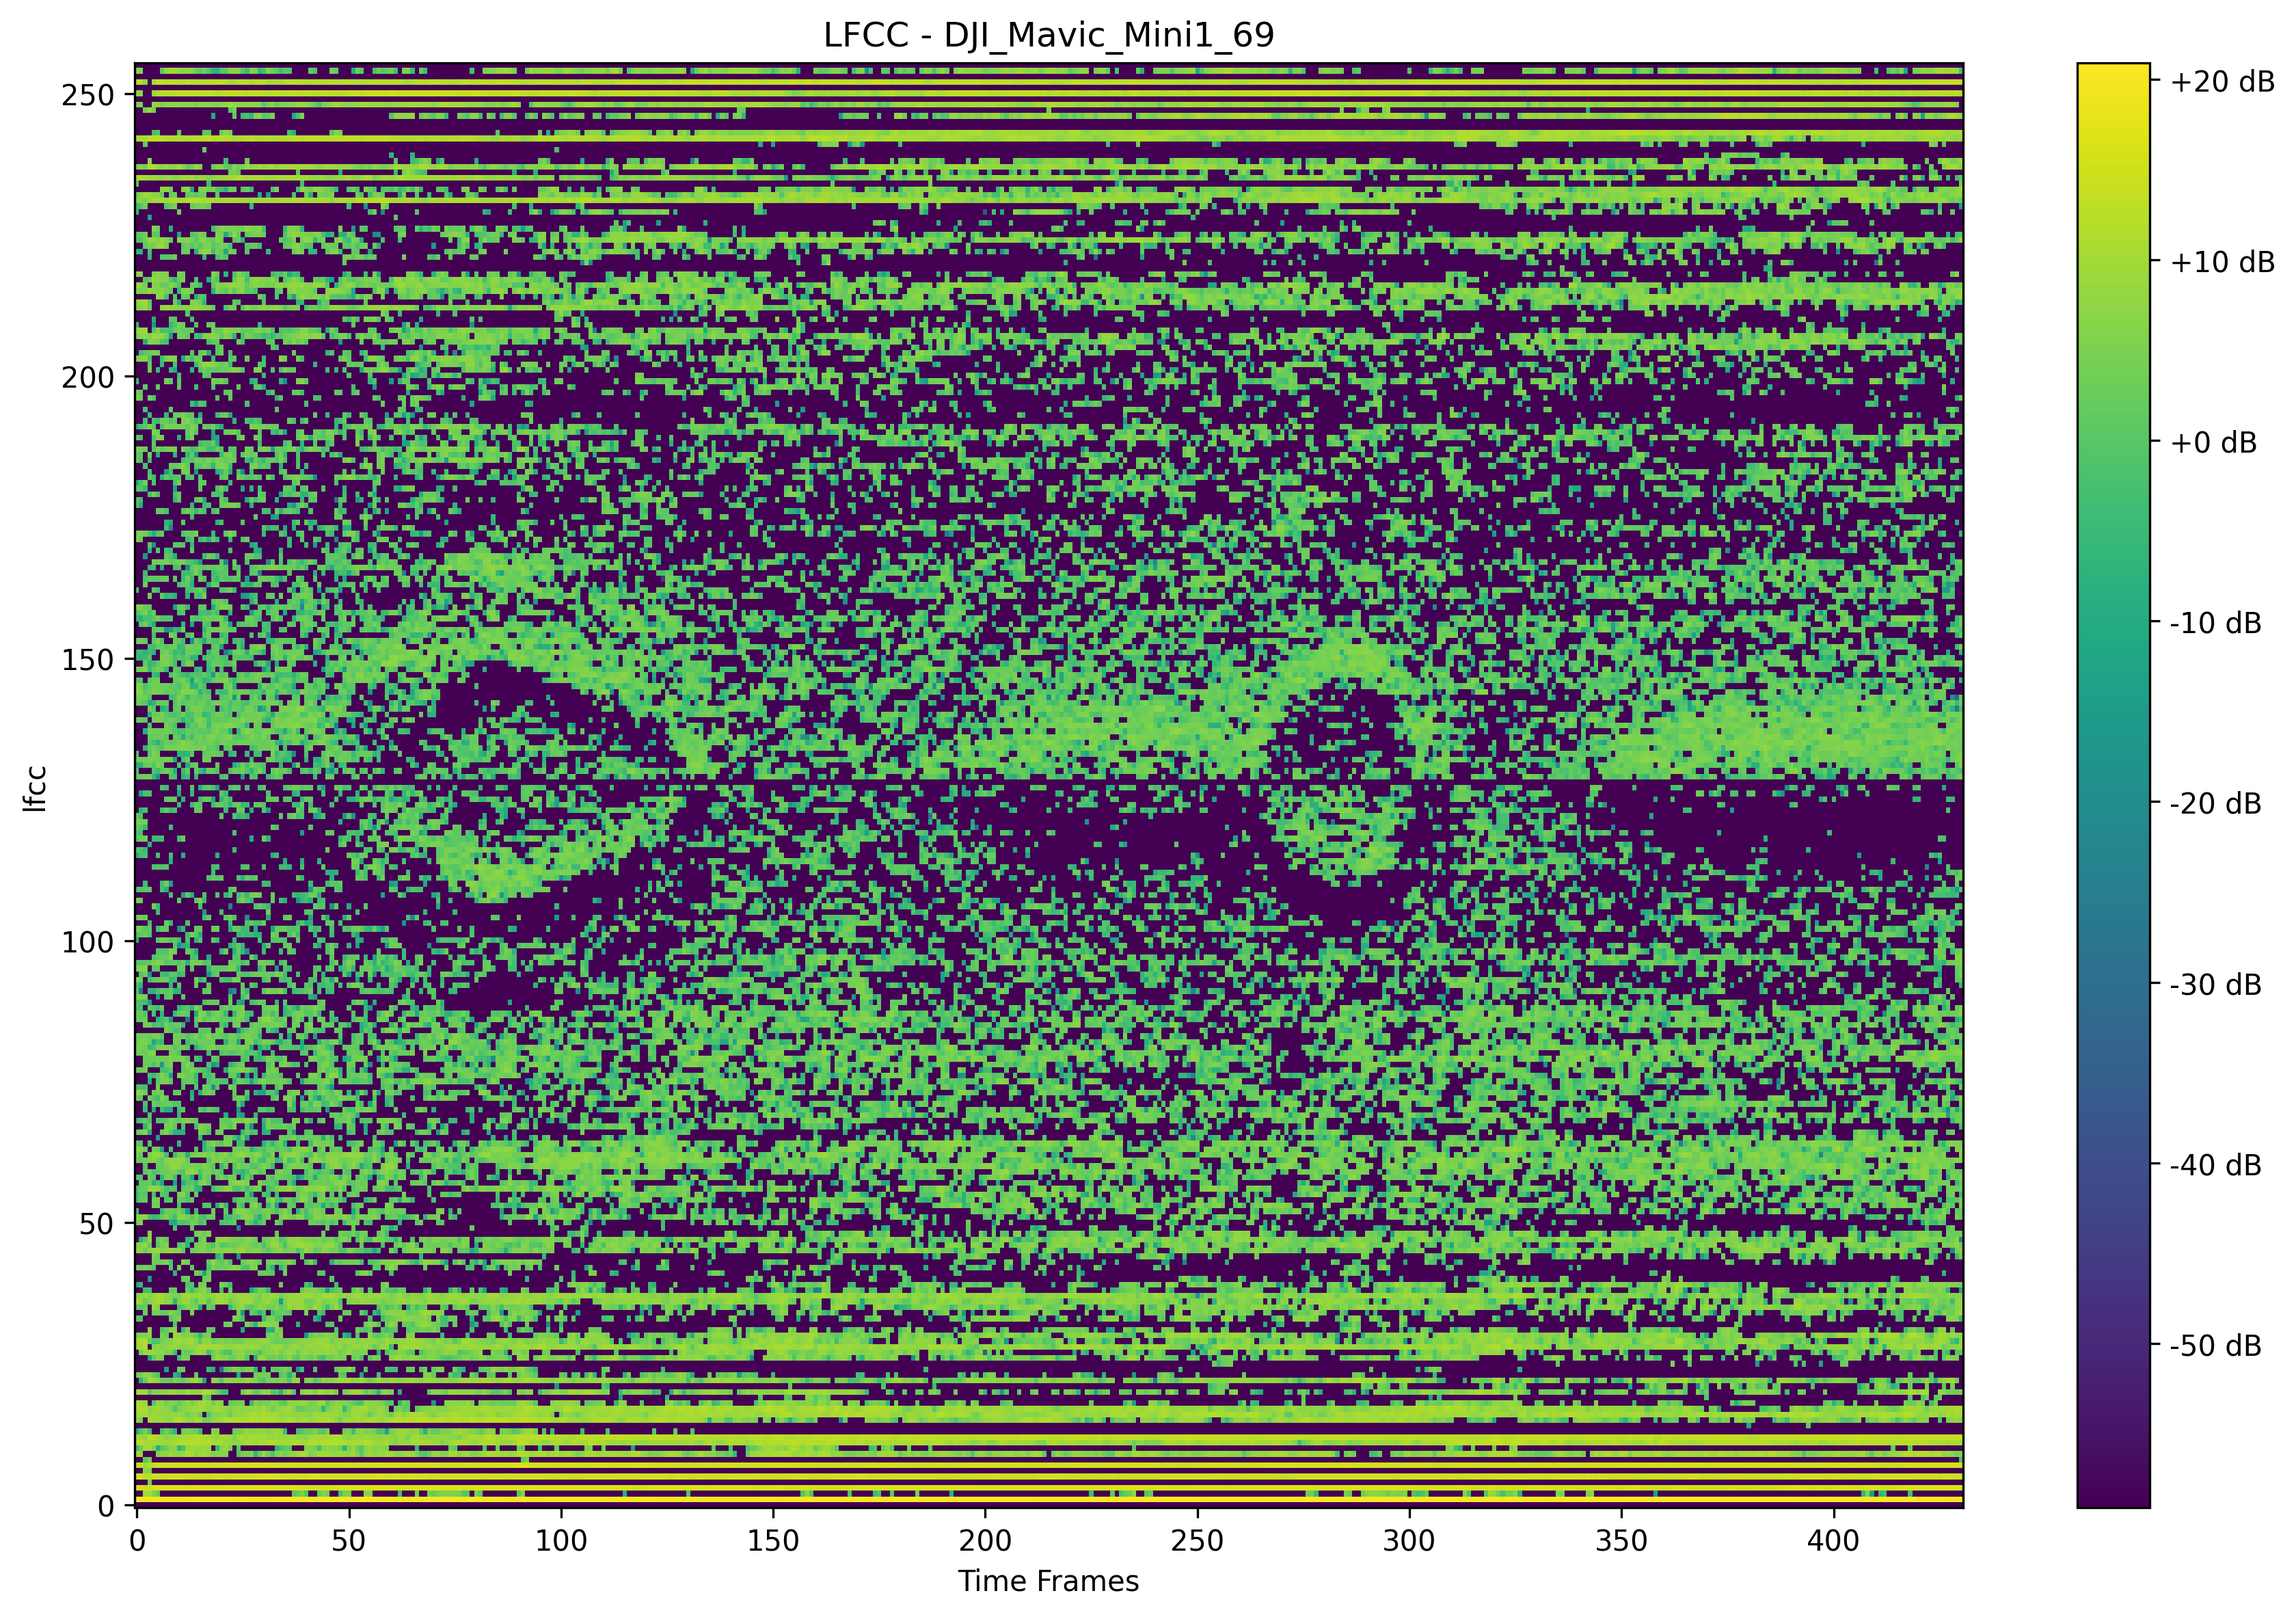 LFCC - DJI_Mavic_Mini1_69
250
200
150
100
50
0
lfcc
0 50 100 150 200 250 300 350 400
Time Frames
+20 dB
+10 dB
+0 dB
-10 dB
-20 dB
-30 dB
-40 dB
-50 dB